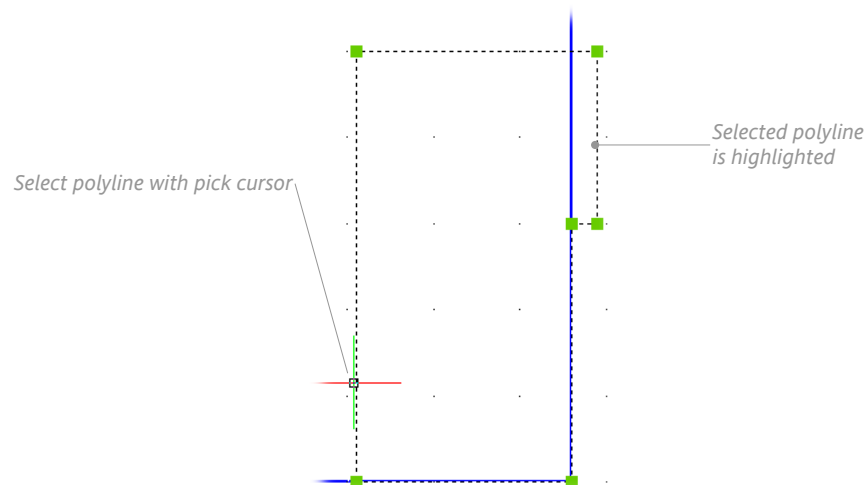 Selected polyline
is highlighted
Select polyline with pick cursor